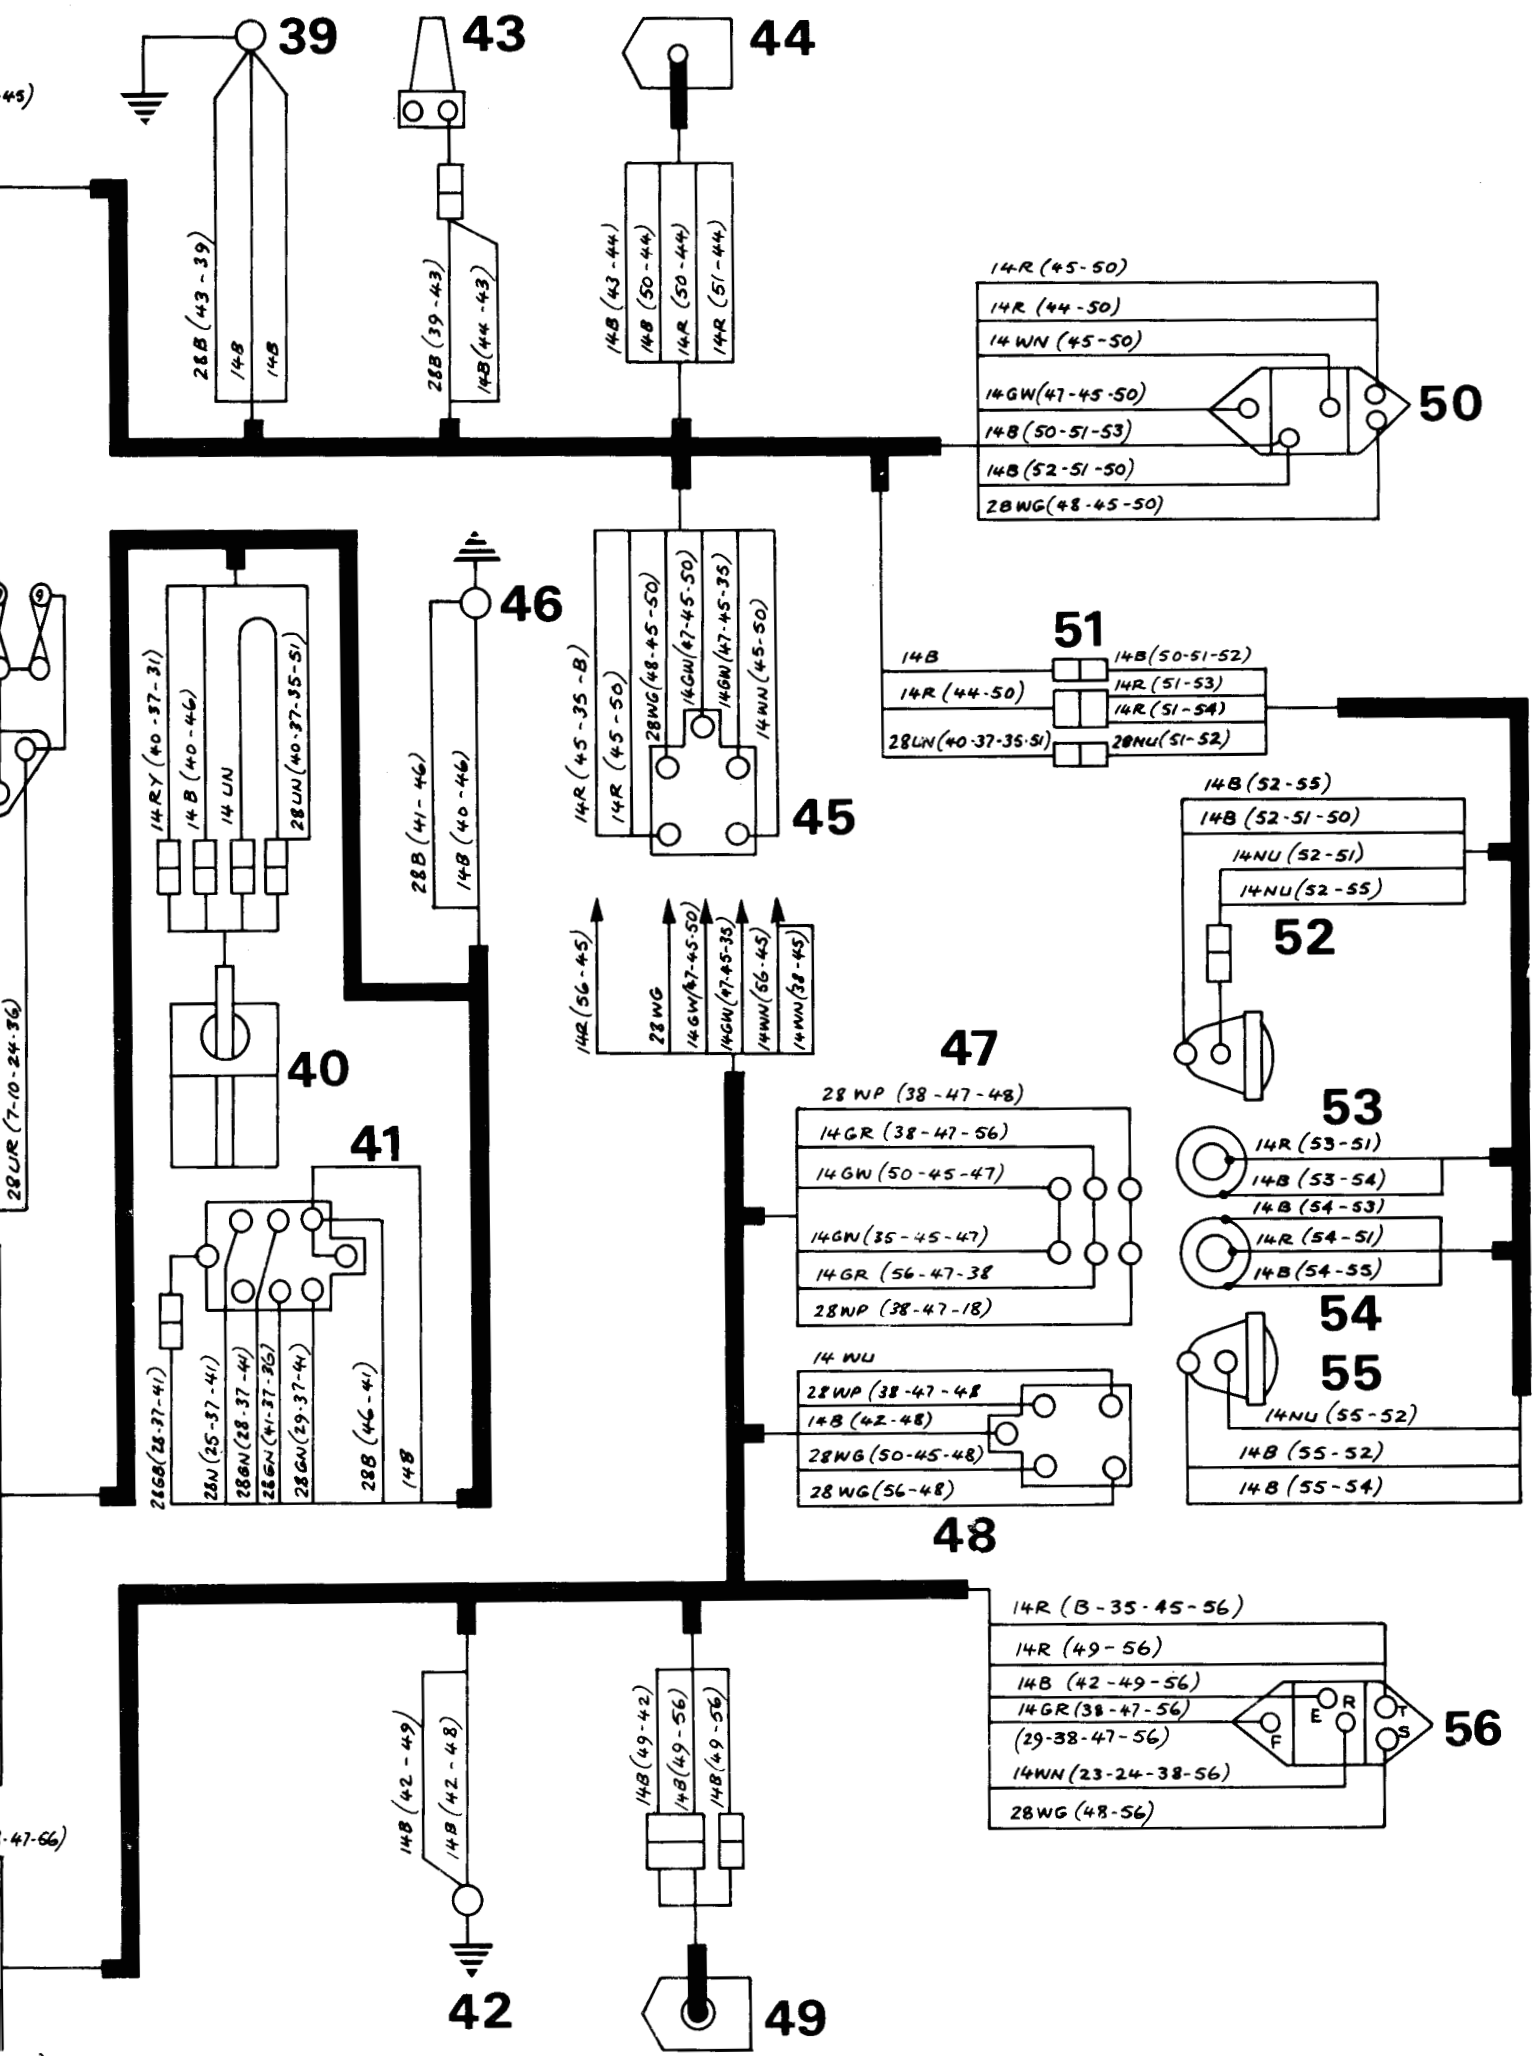 39
43
44
45)
28B (43-39)
14B
14B
28B (39-43)
14B (44-43)
14B (43-44)
14B (50-44)
14R (50-44)
14R (51-44)
14R (45-50)
14R (44-50)
14WN (45-50)
14GW (47-45-50)
14B (50-51-53)
14B (52-51-50)
28WG (48-45-50)
50
46
14RY (40-37-31)
14B (40-46)
14UN
28UN (40-37-35-51)
28B (41-46)
14B (40-46)
14R (45-35-B)
14R (45-50)
28WG (48-45-50)
14GW (47-45-50)
14GW (47-45-35)
14WN (45-50)
45
51
14B
14R (44-50)
28UN (40-37-35-51)
14B (50-51-52)
14R (51-53)
14R (51-54)
28NU (51-52)
14B (52-55)
14B (52-51-50)
14NU (52-51)
14NU (52-55)
52
28UR (7-10-24-36)
40
14R (56-45)
28WG
14GW (47-45-50)
14GW (47-45-35)
14WN (56-45)
14WN (38-45)
47
28WP (38-47-48)
14GR (38-47-56)
14GW (50-45-47)
14GW (35-45-47)
14GR (56-47-38
28WP (38-47-18)
53
14R (53-51)
14B (53-54)
14B (54-53)
14R (54-51)
14B (54-55)
54
41
28GB (28-37-41)
28N (25-37-41)
28GN (28-37-41)
28GN (41-37-36)
28GN (29-37-41)
28B (46-41)
14B
14WU
28WP (38-47-48
14B (42-48)
28WG (50-45-48)
28WG (56-48)
48
55
14NU (55-52)
14B (55-52)
14B (55-54)
14R (B-35-45-56)
14R (49-56)
14B (42-49-56)
14GR (38-47-56)
(29-38-47-56)
14WN (23-24-38-56)
28WG (48-56)
E
R
T
F
S
56
-47-56)
14B (42-49)
14B (42-48)
42
14B (49-42)
14B (49-56)
14B (49-56)
49